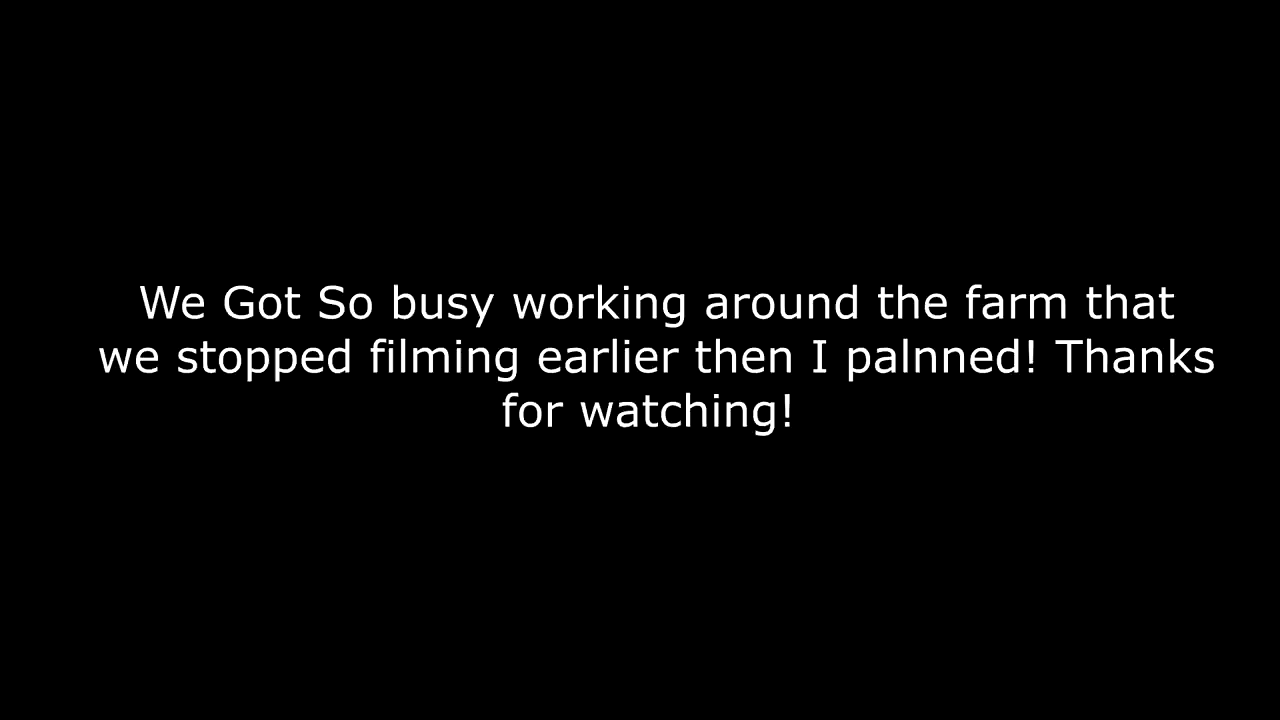 We Got So busy working around the farm that
we stopped filming earlier then I palnned! Thanks
for watching!